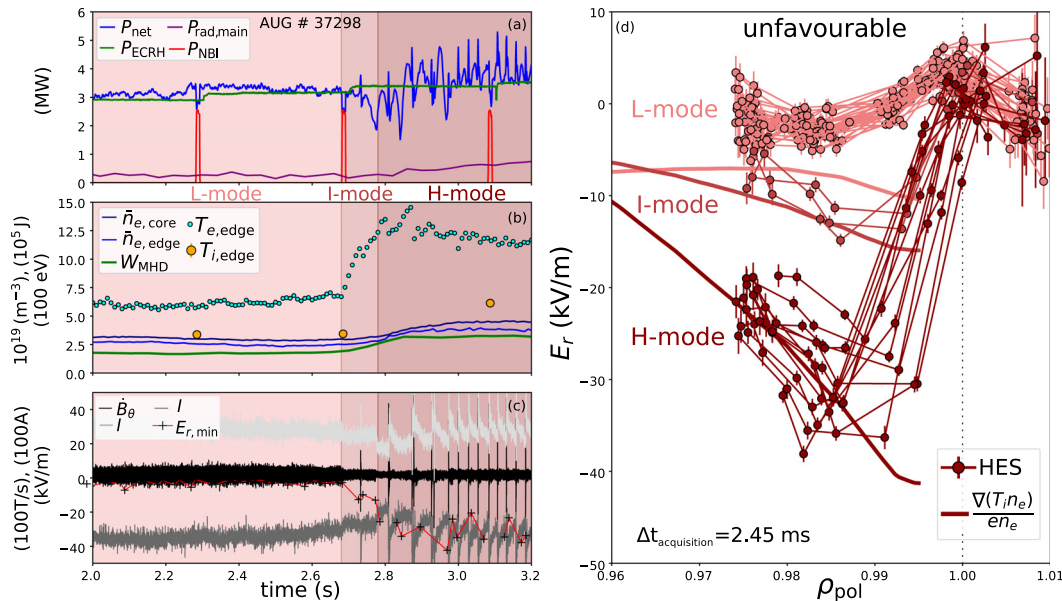 AUG # 37298
(a)
P_net
P_rad,main
P_ECRH
P_NBI
(MW)
6
5
4
3
2
1
0
L-mode
I-mode
H-mode
(b)
n̄_e,core
T_e,edge
n̄_e,edge
T_i,edge
W_MHD
10^19 (m^−3), (10^5 J)
(100 eV)
15.0
12.5
10.0
7.5
5.0
2.5
0.0
(c)
Ḃ_θ
I
I
E_r,min
(100T/s), (100A)
(kV/m)
40
20
0
−20
−40
2.0
2.2
2.4
2.6
2.8
3.0
3.2
time (s)
(d)
unfavourable
L-mode
I-mode
H-mode
E_r (kV/m)
10
0
−10
−20
−30
−40
−50
HES
∇(T_i n_e)
en_e
Δt_acquisition=2.45 ms
0.96
0.97
0.98
0.99
1.00
1.01
ρ_pol